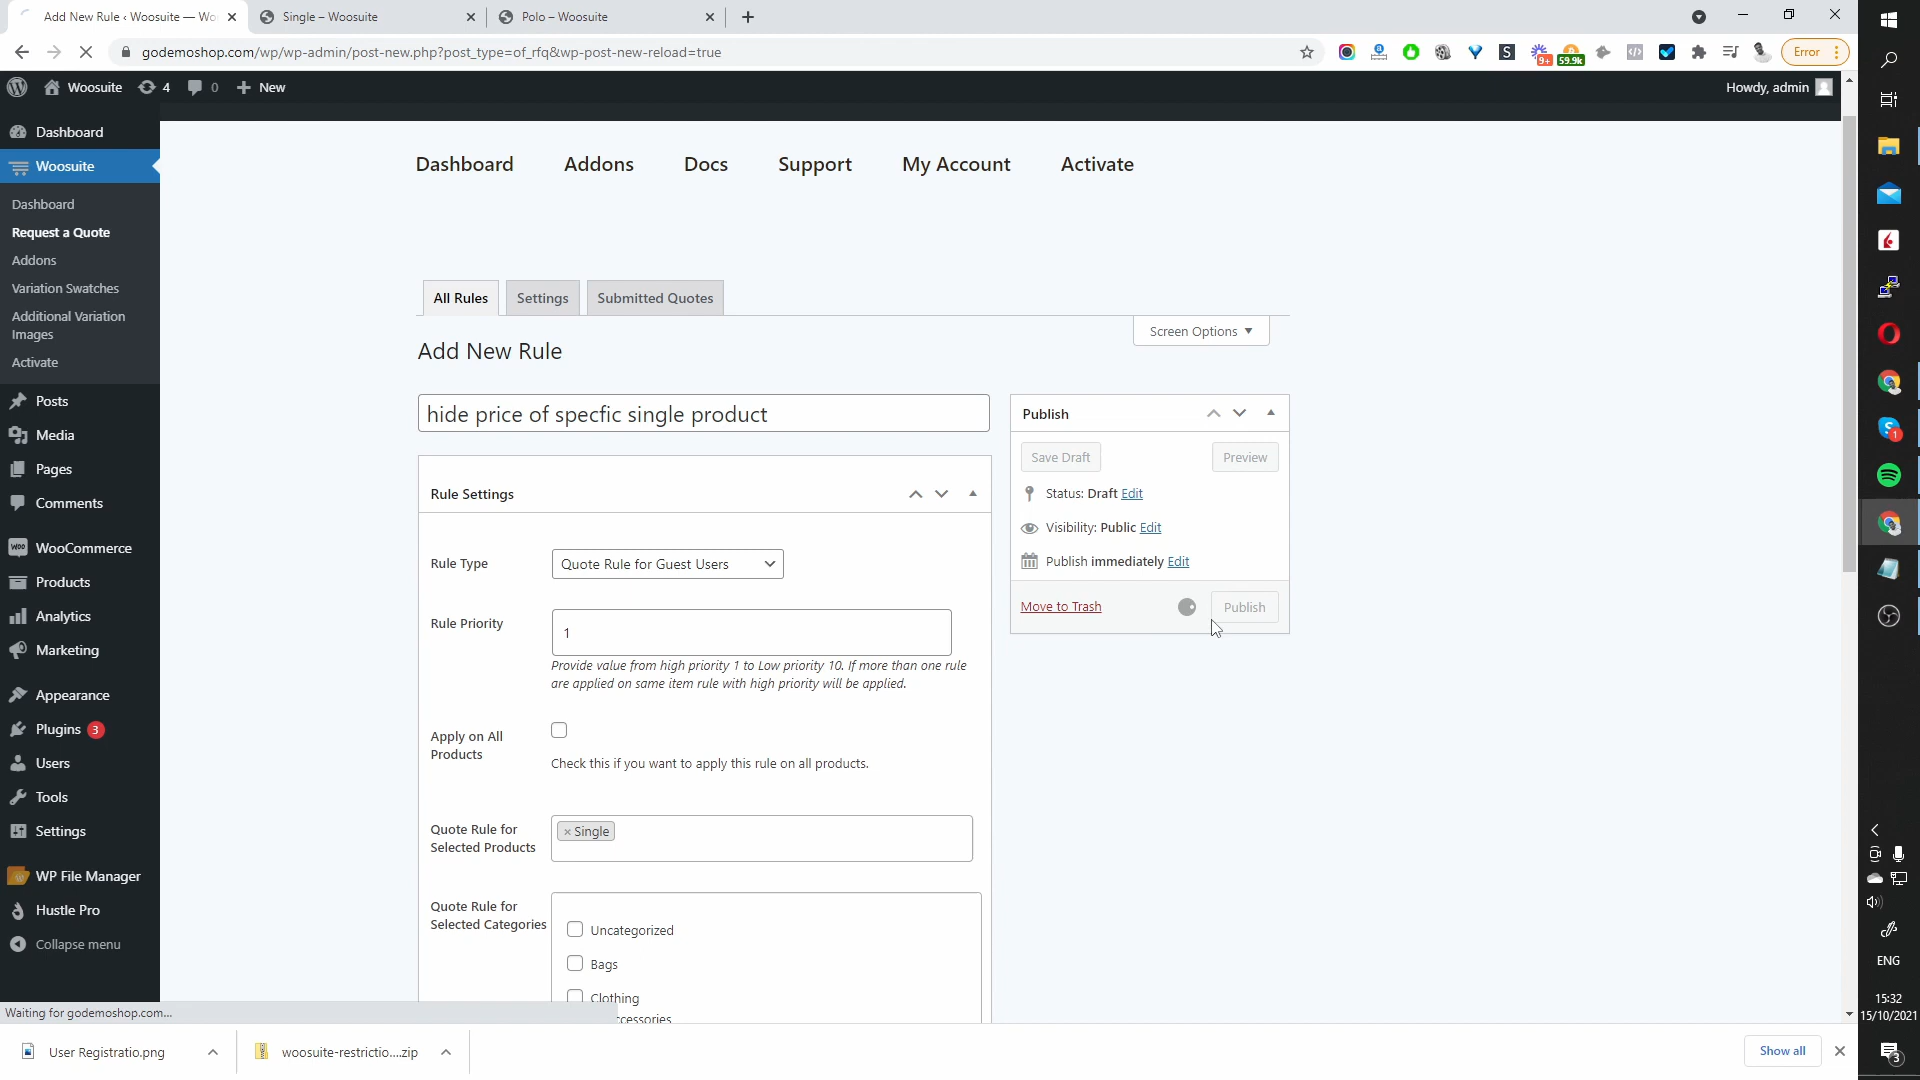 Add New Rule ‹ Woosuite — Wo
Single – Woosuite
Polo – Woosuite
godemoshop.com/wp/wp-admin/post-new.php?post_type=of_rfq&wp-post-new-reload=true
9+
59.9k
Error
Woosuite
4
0
New
Howdy, admin
Dashboard
Woosuite
Dashboard
Request a Quote
Addons
Variation Swatches
Additional Variation
Images
Activate
Posts
Media
Pages
Comments
WooCommerce
Products
Analytics
Marketing
Appearance
Plugins 3
Users
Tools
Settings
WP File Manager
Hustle Pro
Collapse menu
Dashboard Addons Docs Support My Account Activate
All Rules Settings Submitted Quotes
Screen Options
Add New Rule
hide price of specfic single product
Rule Settings
Rule Type
Quote Rule for Guest Users
Rule Priority
1
Provide value from high priority 1 to Low priority 10. If more than one rule
are applied on same item rule with high priority will be applied.
Apply on All
Products
Check this if you want to apply this rule on all products.
Quote Rule for
Selected Products
× Single
Quote Rule for
Selected Categories
Uncategorized
Bags
Clothing
ccessories
Publish
Save Draft
Preview
Status: Draft Edit
Visibility: Public Edit
Publish immediately Edit
Move to Trash
Publish
Waiting for godemoshop.com...
User Registratio.png
woosuite-restrictio....zip
Show all
1
ENG
15:32
15/10/2021
3